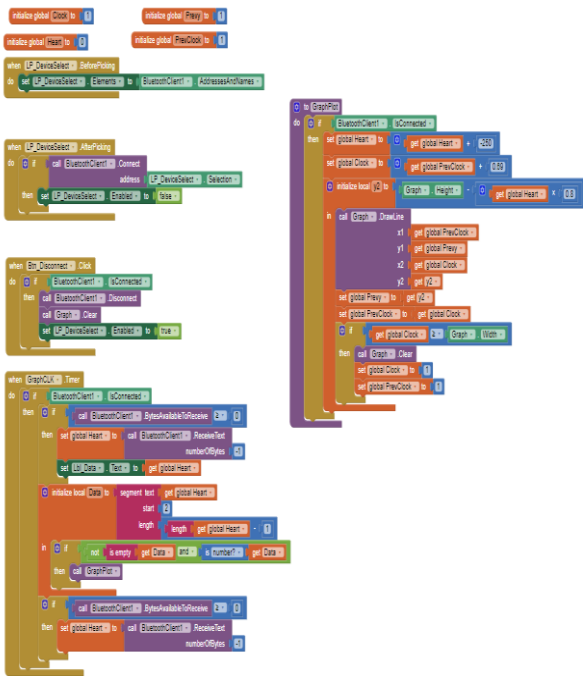 initialize global Clock to 1
initialize global Prevy to 1
initialize global Heart to 0
initialize global PrevClock to 1
when LP_DeviceSelect .BeforePicking
do set LP_DeviceSelect . Elements to BluetoothClient1 . AddressesAndNames
when LP_DeviceSelect .AfterPicking
do if call BluetoothClient1 .Connect
address LP_DeviceSelect . Selection
then set LP_DeviceSelect . Enabled to false
when Btn_Disconnect .Click
do if BluetoothClient1 . IsConnected
then call BluetoothClient1 .Disconnect
call Graph .Clear
set LP_DeviceSelect . Enabled to true
when GraphCLK .Timer
do if BluetoothClient1 . IsConnected
then if call BluetoothClient1 .BytesAvailableToReceive ≥ 0
then set global Heart to call BluetoothClient1 .ReceiveText
numberOfBytes -1
set Lbl_Data . Text to get global Heart
initialize local Data to segment text get global Heart
start 2
length length get global Heart - 1
in if not is empty get Data and is number? get Data
then call GraphPlot
if call BluetoothClient1 .BytesAvailableToReceive ≥ 0
then set global Heart to call BluetoothClient1 .ReceiveText
numberOfBytes -1
to GraphPlot
do if BluetoothClient1 . IsConnected
then set global Heart to get global Heart + -250
set global Clock to get global PrevClock + 0.69
initialize local y2 to Graph . Height - get global Heart × 0.8
in call Graph .DrawLine
x1 get global PrevClock
y1 get global Prevy
x2 get global Clock
y2 get y2
set global Prevy to get y2
set global PrevClock to get global Clock
if get global Clock ≥ Graph . Width
then call Graph .Clear
set global Clock to 1
set global PrevClock to 1